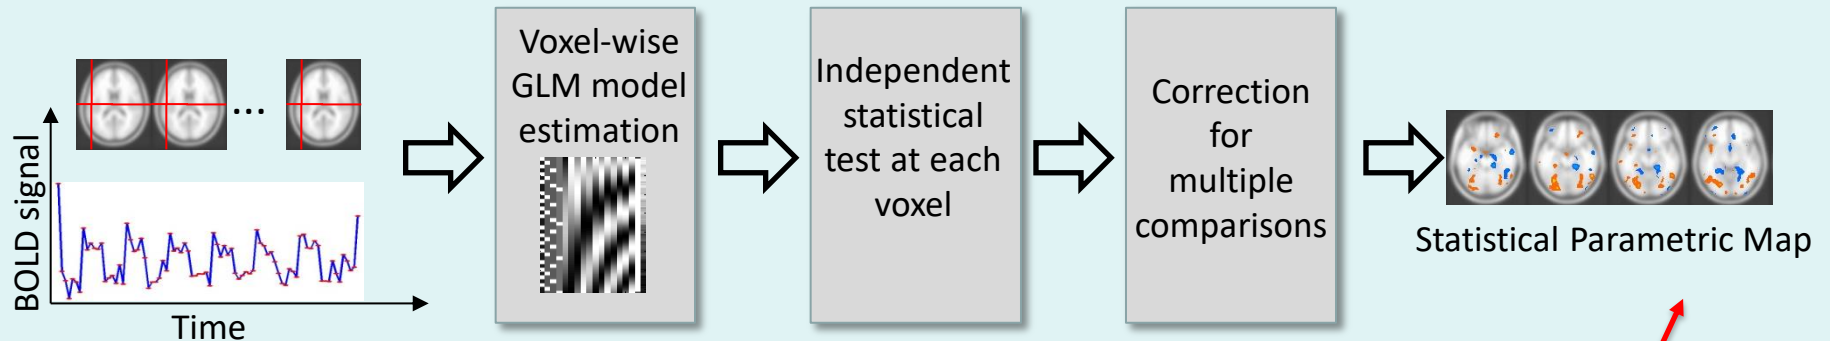 BOLD signal
...
Time
Voxel-wise
GLM model
estimation
Independent
statistical
test at each
voxel
Correction
for
multiple
comparisons
Statistical Parametric Map